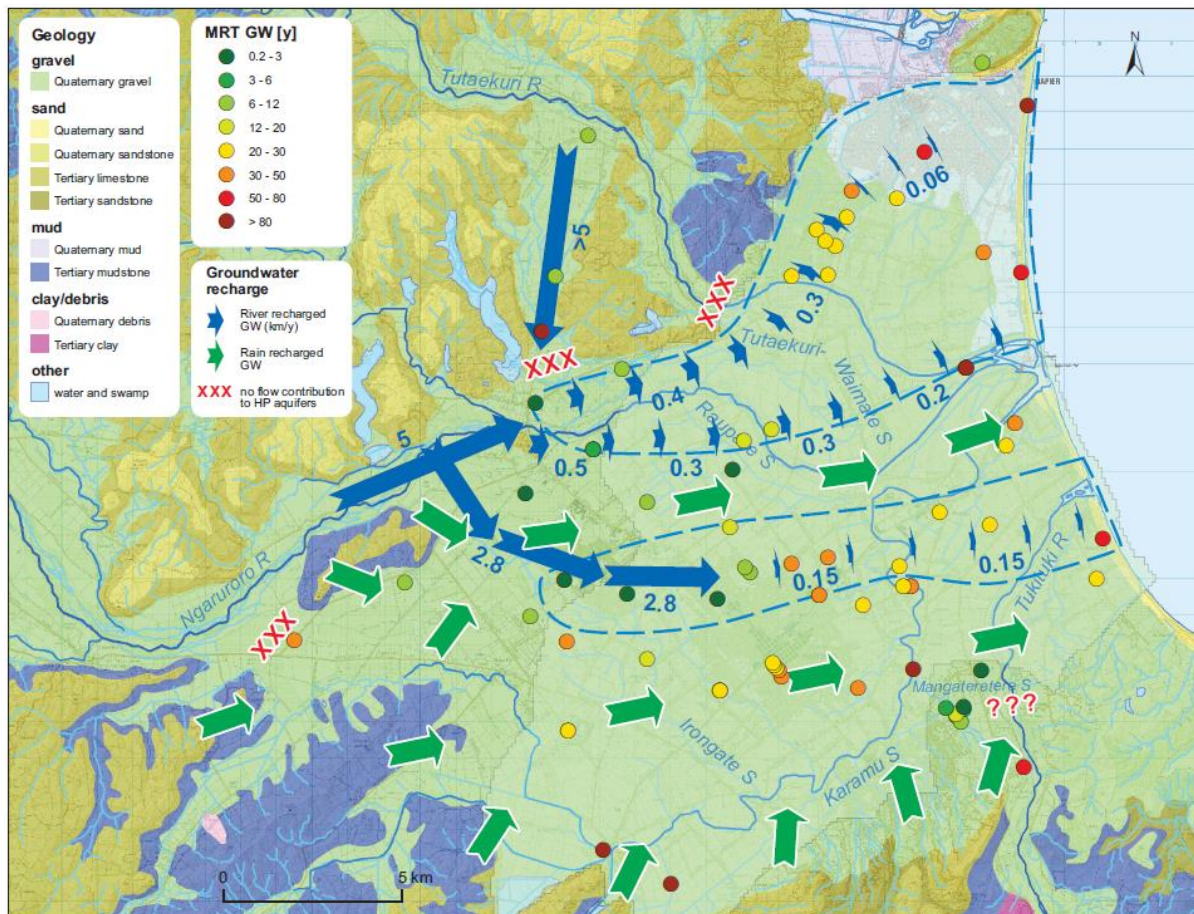 Geology
gravel
Quaternary gravel
sand
Quaternary sand
Quaternary sandstone
Tertiary limestone
Tertiary sandstone
mud
Quaternary mud
Tertiary mudstone
clay/debris
Quaternary debris
Tertiary clay
other
water and swamp
MRT GW [y]
0.2 - 3
3 - 6
6 - 12
12 - 20
20 - 30
30 - 50
50 - 80
> 80
Groundwater
recharge
River recharged
GW (km/y)
Rain recharged
GW
XXX no flow contribution
to HP aquifers
N
NAPIER
Tutaekuri R
>5
0.06
XXX
0.3
XXX
Tutaekuri-
Waimate S
0.4
0.2
Raupare S
5
0.5
0.3
0.3
2.8
Ngaruroro R
2.8
0.15
0.15
Tukituki R
XXX
Mangateretere S
???
Irongate S
Karamu S
0
5 km